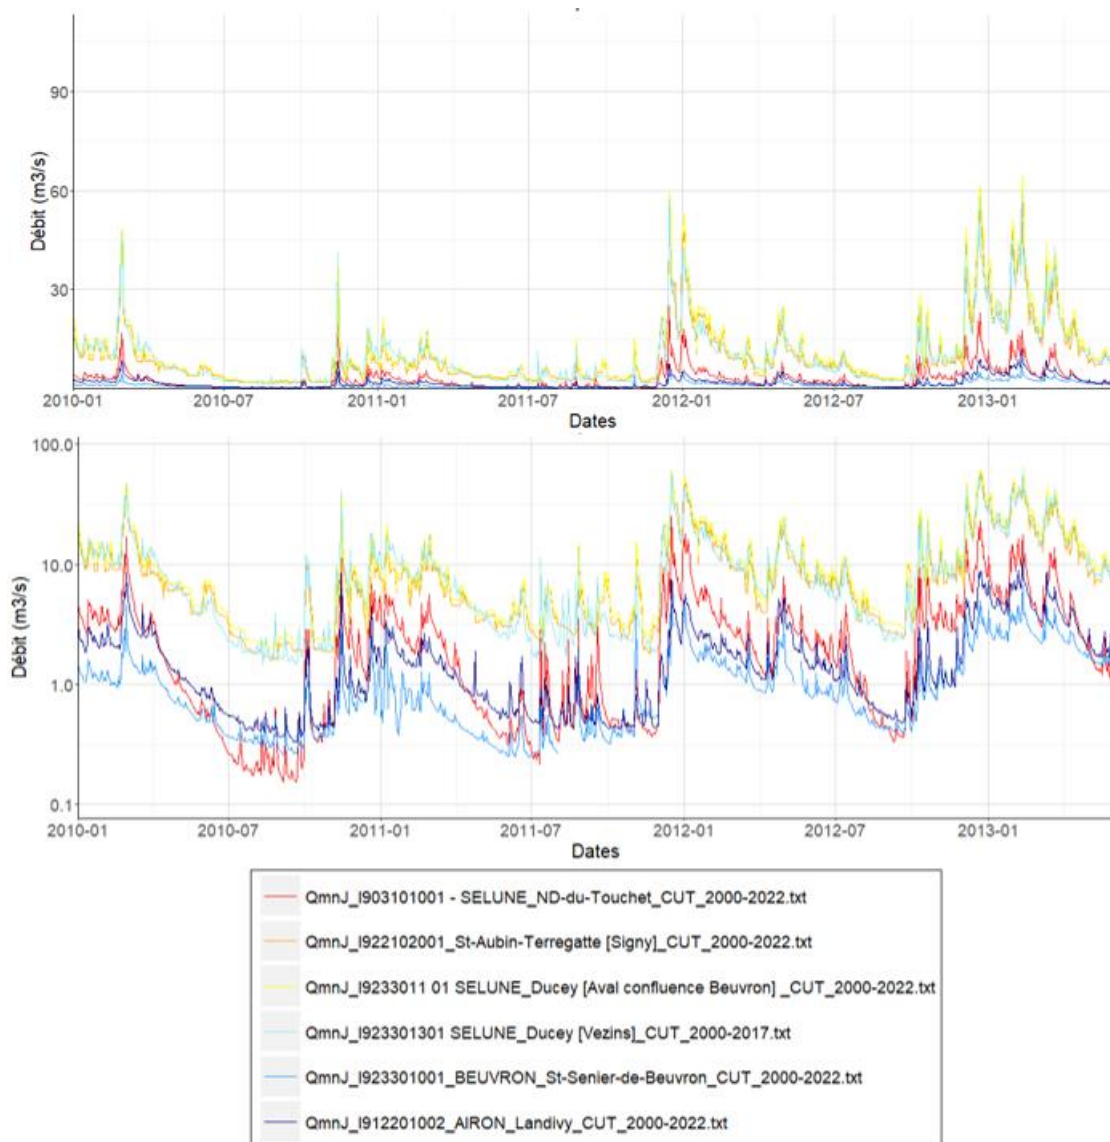 90
60
30
Débit (m3/s)
2010-01 2010-07 2011-01 2011-07 2012-01 2012-07 2013-01
Dates
100.0
10.0
1.0
0.1
Débit (m3/s)
2010-01 2010-07 2011-01 2011-07 2012-01 2012-07 2013-01
Dates
QmnJ_I903101001 - SELUNE_ND-du-Touchet_CUT_2000-2022.txt
QmnJ_I922102001_St-Aubin-Terregatte [Signy]_CUT_2000-2022.txt
QmnJ_I9233011 01 SELUNE_Ducey [Aval confluence Beuvron] _CUT_2000-2022.txt
QmnJ_I923301301 SELUNE_Ducey [Vezins]_CUT_2000-2017.txt
QmnJ_I923301001_BEUVRON_St-Senier-de-Beuvron_CUT_2000-2022.txt
QmnJ_I912201002_AIRON_Landivy_CUT_2000-2022.txt